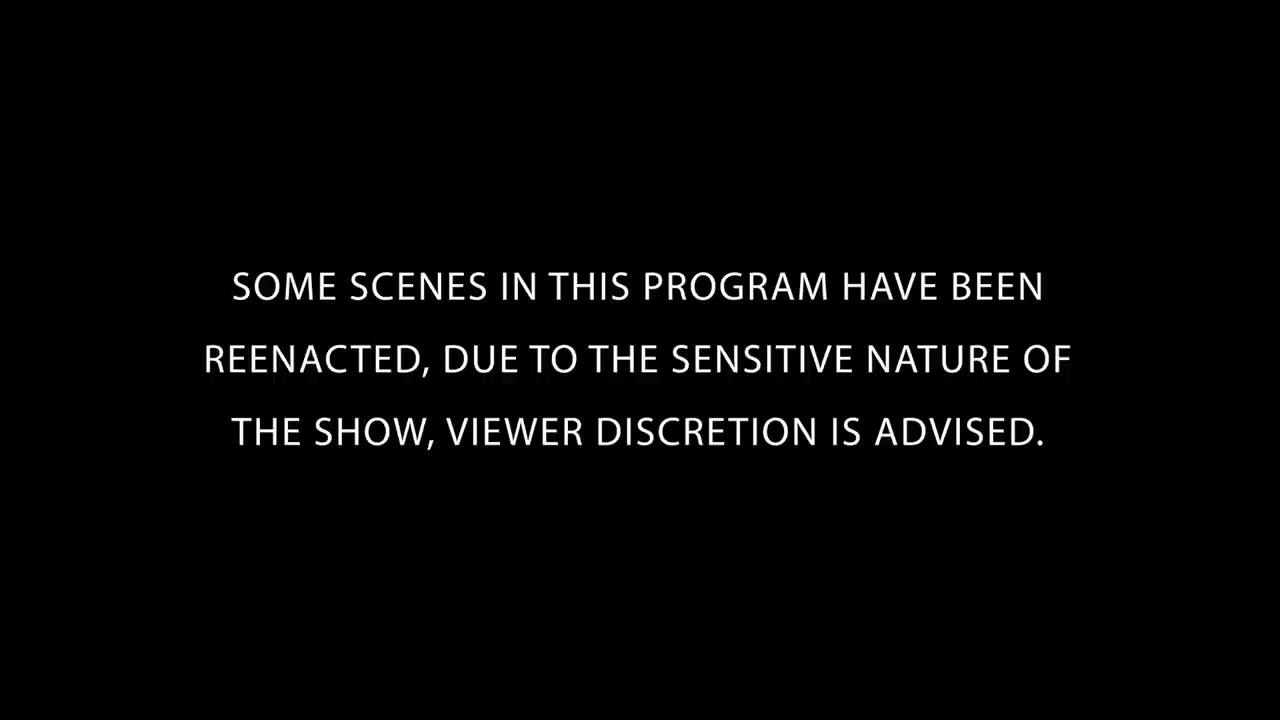 SOME SCENES IN THIS PROGRAM HAVE BEEN
REENACTED, DUE TO THE SENSITIVE NATURE OF
THE SHOW, VIEWER DISCRETION IS ADVISED.